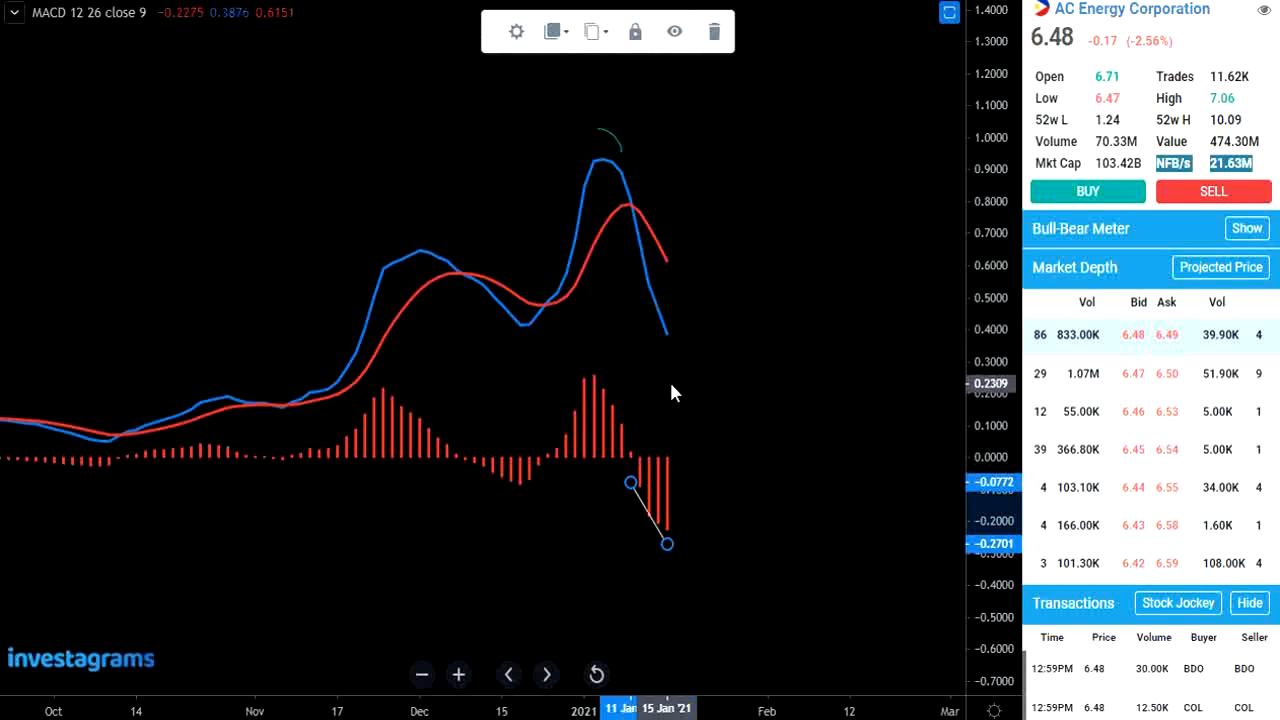 MACD 12 26 close 9 −0.2275 0.3876 0.6151
1.4000
1.3000
1.2000
1.1000
1.0000
0.9000
0.8000
0.7000
0.6000
0.5000
0.4000
0.3000
0.2309
0.2000
0.1000
0.0000
−0.0772
−0.2000
−0.2701
−0.4000
−0.5000
−0.6000
−0.7000
investagrams
Oct 14 Nov 17 Dec 15 2021 11 Jan 15 Jan '21 Feb 12 Mar
AC Energy Corporation
6.48 -0.17 (-2.56%)
Open 6.71 Trades 11.62K
Low 6.47 High 7.06
52w L 1.24 52w H 10.09
Volume 70.33M Value 474.30M
Mkt Cap 103.42B NFB/s 21.63M
BUY SELL
Bull-Bear Meter Show
Market Depth Projected Price
Vol Bid Ask Vol
86 833.00K 6.48 6.49 39.90K 4
29 1.07M 6.47 6.50 51.90K 9
12 55.00K 6.46 6.53 5.00K 1
39 366.80K 6.45 6.54 5.00K 1
4 103.10K 6.44 6.55 34.00K 4
4 166.00K 6.43 6.58 1.60K 1
3 101.30K 6.42 6.59 108.00K 4
Transactions Stock Jockey Hide
Time Price Volume Buyer Seller
12:59PM 6.48 30.00K BDO BDO
12:59PM 6.48 12.50K COL COL